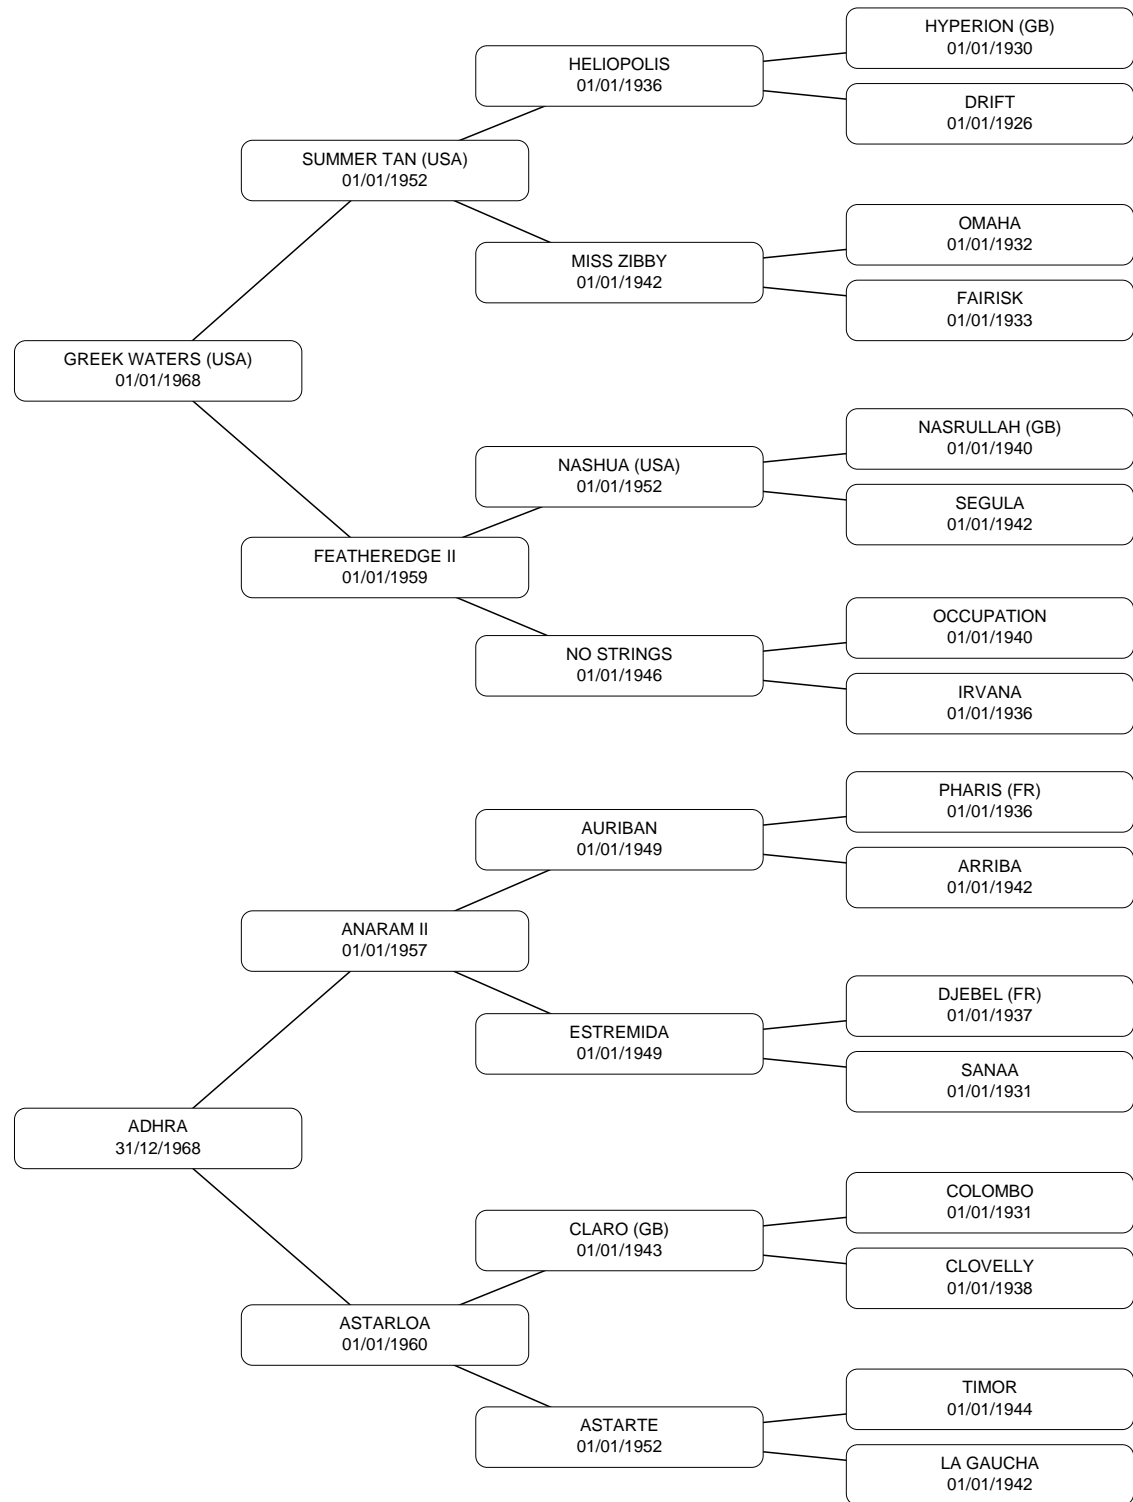 HYPERION (GB)
01/01/1930
HELIOPOLIS
01/01/1936
DRIFT
01/01/1926
SUMMER TAN (USA)
01/01/1952
OMAHA
01/01/1932
MISS ZIBBY
01/01/1942
FAIRISK
01/01/1933
GREEK WATERS (USA)
01/01/1968
NASRULLAH (GB)
01/01/1940
NASHUA (USA)
01/01/1952
SEGULA
01/01/1942
FEATHEREDGE II
01/01/1959
OCCUPATION
01/01/1940
NO STRINGS
01/01/1946
IRVANA
01/01/1936
PHARIS (FR)
01/01/1936
AURIBAN
01/01/1949
ARRIBA
01/01/1942
ANARAM II
01/01/1957
DJEBEL (FR)
01/01/1937
ESTREMIDA
01/01/1949
SANAA
01/01/1931
ADHRA
31/12/1968
COLOMBO
01/01/1931
CLARO (GB)
01/01/1943
CLOVELLY
01/01/1938
ASTARLOA
01/01/1960
TIMOR
01/01/1944
ASTARTE
01/01/1952
LA GAUCHA
01/01/1942